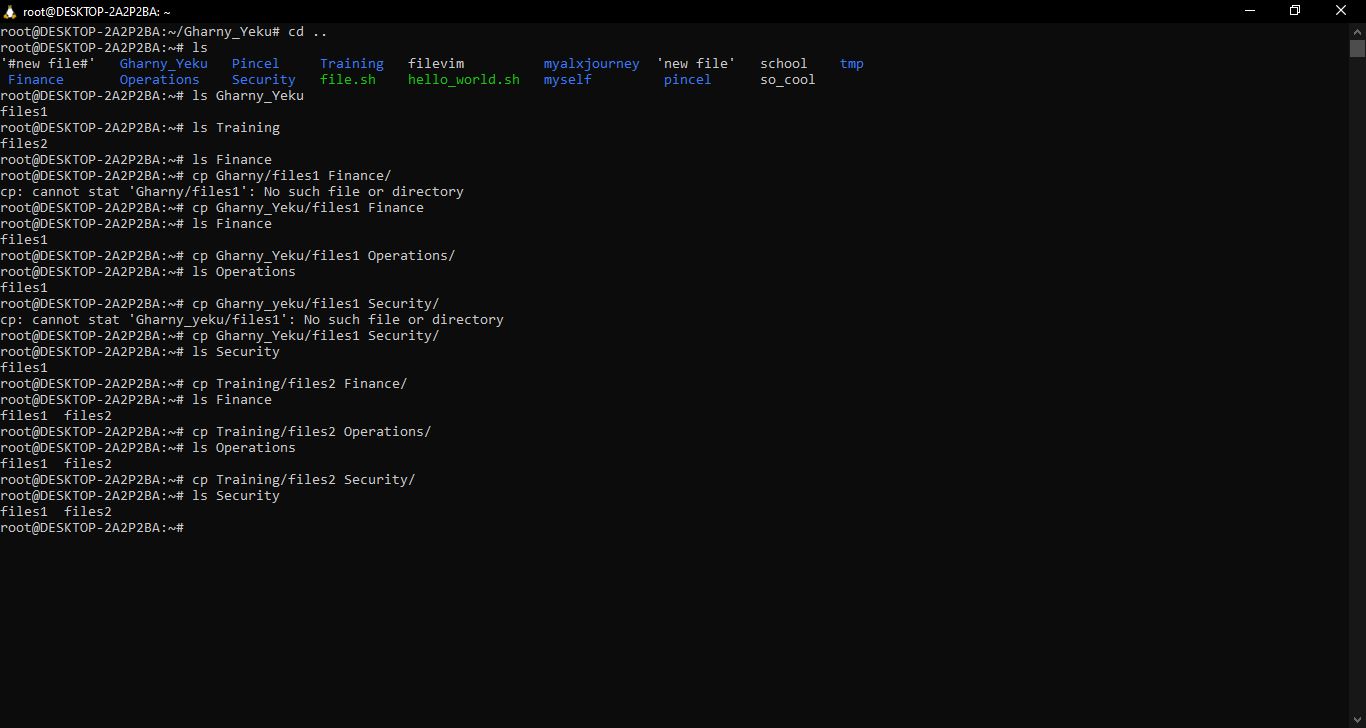 root@DESKTOP-2A2P2BA: ~
root@DESKTOP-2A2P2BA:~/Gharny_Yeku# cd ..
root@DESKTOP-2A2P2BA:~# ls
'#new file#'   Gharny_Yeku   Pincel     Training   filevim          myalxjourney  'new file'   school    tmp
 Finance       Operations    Security   file.sh    hello_world.sh   myself         pincel      so_cool
root@DESKTOP-2A2P2BA:~# ls Gharny_Yeku
files1
root@DESKTOP-2A2P2BA:~# ls Training
files2
root@DESKTOP-2A2P2BA:~# ls Finance
root@DESKTOP-2A2P2BA:~# cp Gharny/files1 Finance/
cp: cannot stat 'Gharny/files1': No such file or directory
root@DESKTOP-2A2P2BA:~# cp Gharny_Yeku/files1 Finance
root@DESKTOP-2A2P2BA:~# ls Finance
files1
root@DESKTOP-2A2P2BA:~# cp Gharny_Yeku/files1 Operations/
root@DESKTOP-2A2P2BA:~# ls Operations
files1
root@DESKTOP-2A2P2BA:~# cp Gharny_yeku/files1 Security/
cp: cannot stat 'Gharny_yeku/files1': No such file or directory
root@DESKTOP-2A2P2BA:~# cp Gharny_Yeku/files1 Security/
root@DESKTOP-2A2P2BA:~# ls Security
files1
root@DESKTOP-2A2P2BA:~# cp Training/files2 Finance/
root@DESKTOP-2A2P2BA:~# ls Finance
files1  files2
root@DESKTOP-2A2P2BA:~# cp Training/files2 Operations/
root@DESKTOP-2A2P2BA:~# ls Operations
files1  files2
root@DESKTOP-2A2P2BA:~# cp Training/files2 Security/
root@DESKTOP-2A2P2BA:~# ls Security
files1  files2
root@DESKTOP-2A2P2BA:~#